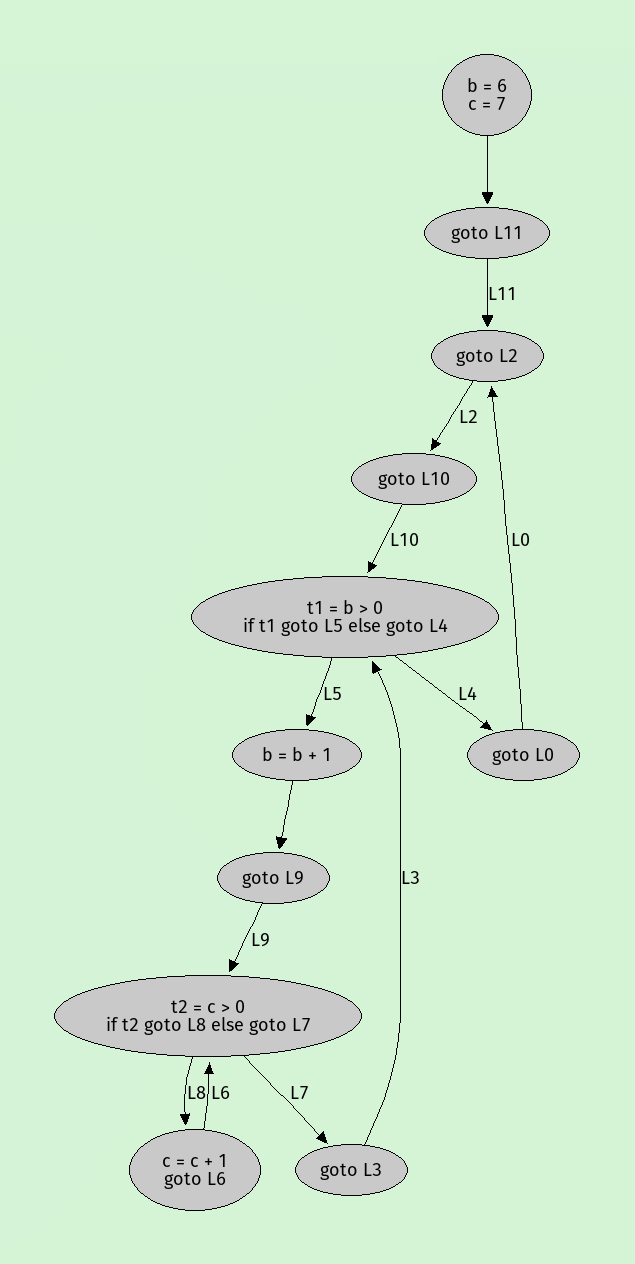 b = 6
c = 7
goto L11
L11
goto L2
L2
goto L10
L10
L0
t1 = b > 0
if t1 goto L5 else goto L4
L5
L4
b = b + 1
goto L0
goto L9
L3
L9
t2 = c > 0
if t2 goto L8 else goto L7
L8
L6
L7
c = c + 1
goto L6
goto L3